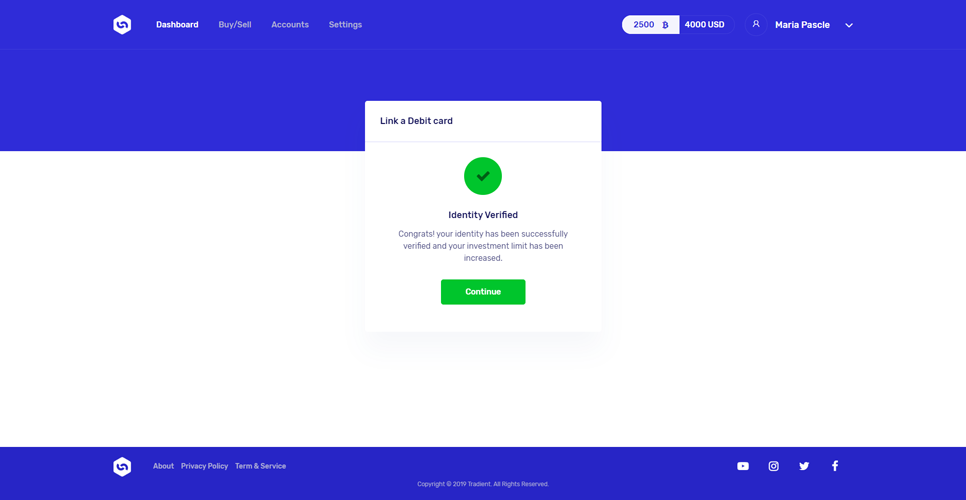 Dashboard Buy/Sell Accounts Settings 2500 4000 USD Maria Pascle
Link a Debit card
Identity Verified
Congrats! your identity has been successfully
verified and your investment limit has been
increased.
Continue
About Privacy Policy Term & Service
Copyright © 2019 Tradient. All Rights Reserved.